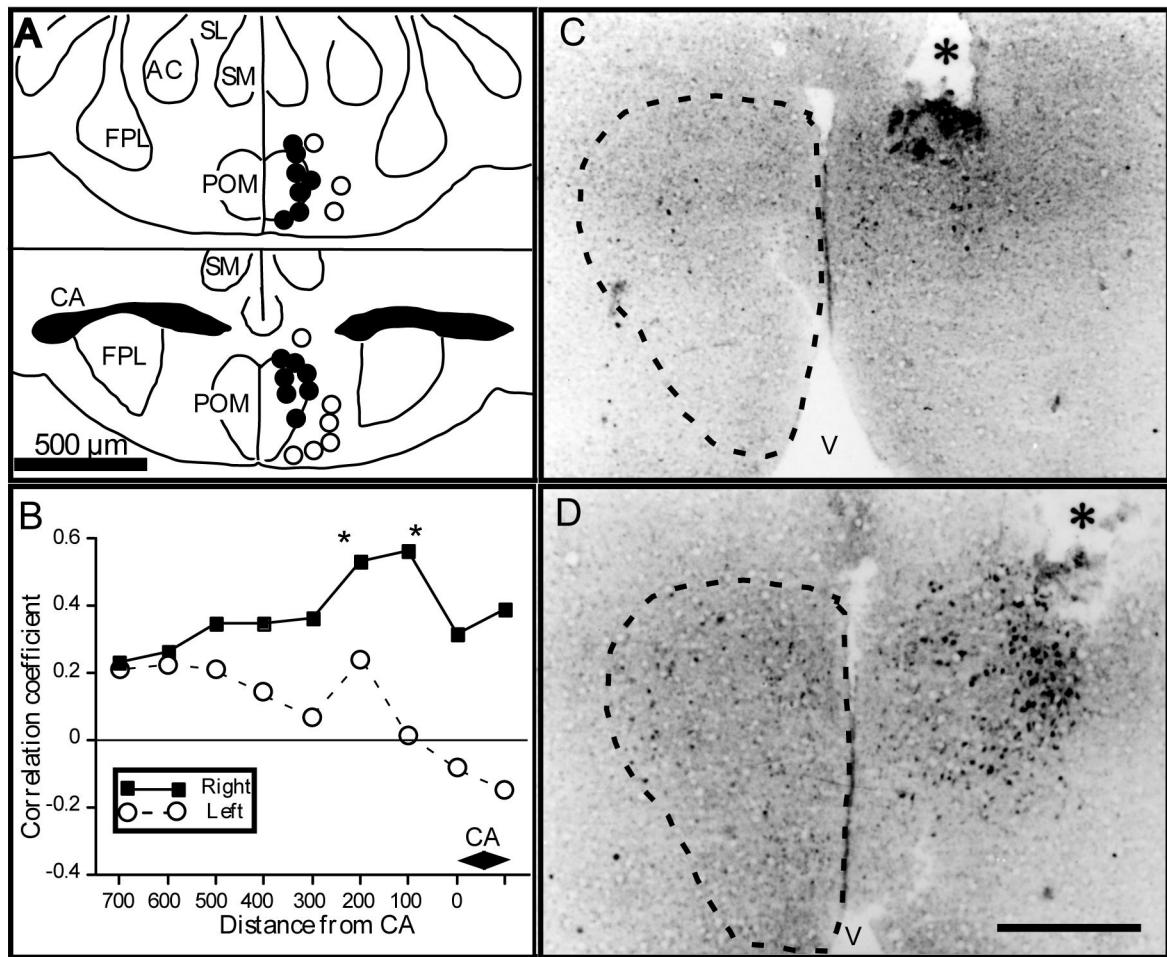 A
SL
AC
SM
FPL
POM
SM
CA
FPL
POM
500 µm
B
0.6
*
*
0.4
0.2
0
-0.2
-0.4
Correlation coefficient
Right
Left
CA
700 600 500 400 300 200 100 0
Distance from CA
C
*
V
D
*
V